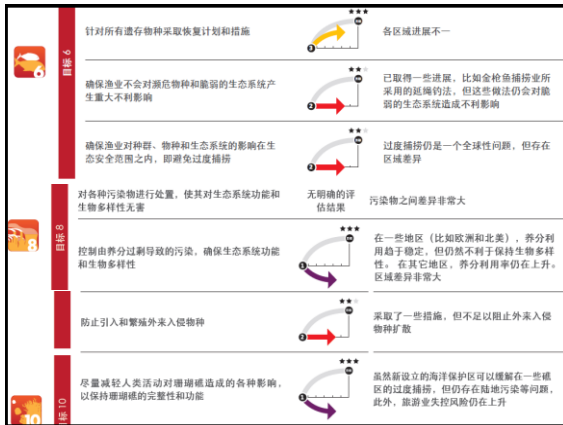 6
目标 6
针对所有遗存物种采取恢复计划和措施
★★★
3
各区域进展不一
确保渔业不会对濒危物种和脆弱的生态系统产
生重大不利影响
★★☆
2
已取得一些进展，比如金枪鱼捕捞业所
采用的延绳钓法，但这些做法仍会对脆
弱的生态系统造成不利影响
确保渔业对种群、物种和生态系统的影响在生
态安全范围之内，即避免过度捕捞
★★☆
2
过度捕捞仍是一个全球性问题，但存在
区域差异
8
目标 8
对各种污染物进行处置，使其对生态系统功能和
生物多样性无害
无明确的评
估结果
污染物之间差异非常大
控制由养分过剩导致的污染，确保生态系统功能
和生物多样性
★★★
1
在一些地区（比如欧洲和北美），养分利
用趋于稳定，但仍然不利于保持生物多样
性。 在其它地区，养分利用率仍在上升。
区域差异非常大
防止引入和繁殖外来入侵物种
★★☆
2
采取了一些措施，但不足以阻止外来入侵
物种扩散
10
目标 10
尽量减轻人类活动对珊瑚礁造成的各种影响，
以保持珊瑚礁的完整性和功能
★★★
1
虽然新设立的海洋保护区可以缓解在一些礁
区的过度捕捞，但仍存在陆地污染等问题，
此外，旅游业失控风险仍在上升